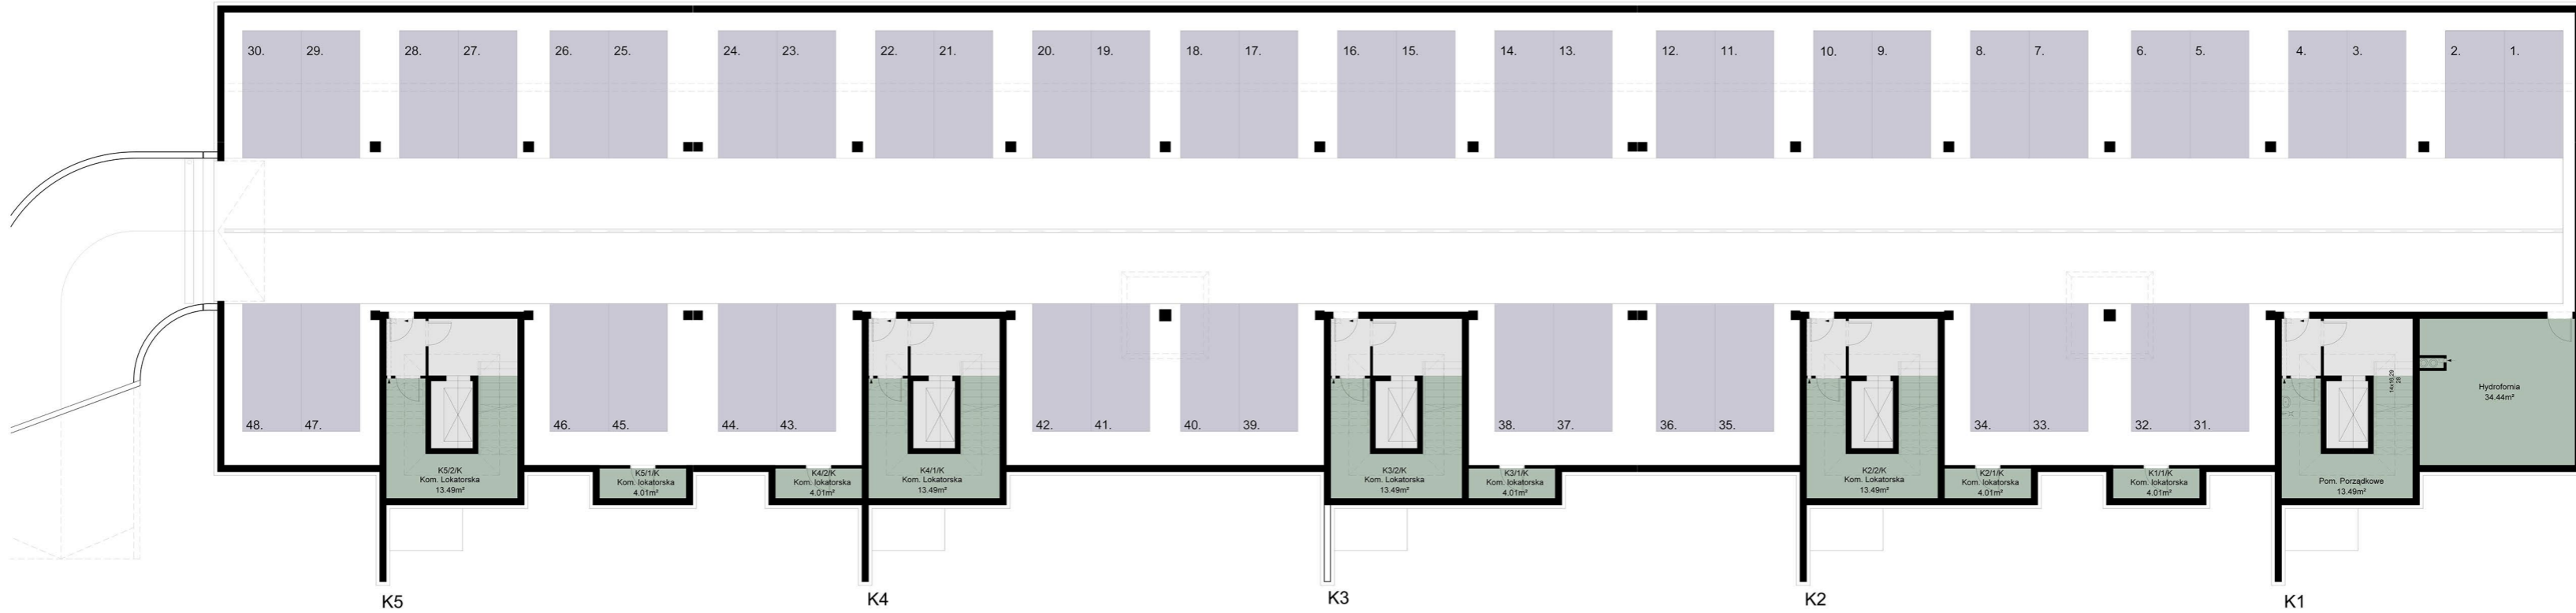 30. 29. 28. 27. 26. 25. 24. 23. 22. 21. 20. 19. 18. 17. 16. 15. 14. 13. 12. 11. 10. 9. 8. 7. 6. 5. 4. 3. 2. 1.
14x16,29
28
Hydrofornia
34.44m²
48. 47. 46. 45. 44. 43. 42. 41. 40. 39. 38. 37. 36. 35. 34. 33. 32. 31.
K5/2/K
Kom. Lokatorska
13.49m²
K5/1/K
Kom. lokatorska
4.01m²
K4/2/K
Kom. lokatorska
4.01m²
K4/1/K
Kom. Lokatorska
13.49m²
K3/2/K
Kom. Lokatorska
13.49m²
K3/1/K
Kom. lokatorska
4.01m²
K2/2/K
Kom. Lokatorska
13.49m²
K2/1/K
Kom. lokatorska
4.01m²
K1/1/K
Kom. lokatorska
4.01m²
Pom. Porządkowe
13.49m²
K5 K4 K3 K2 K1